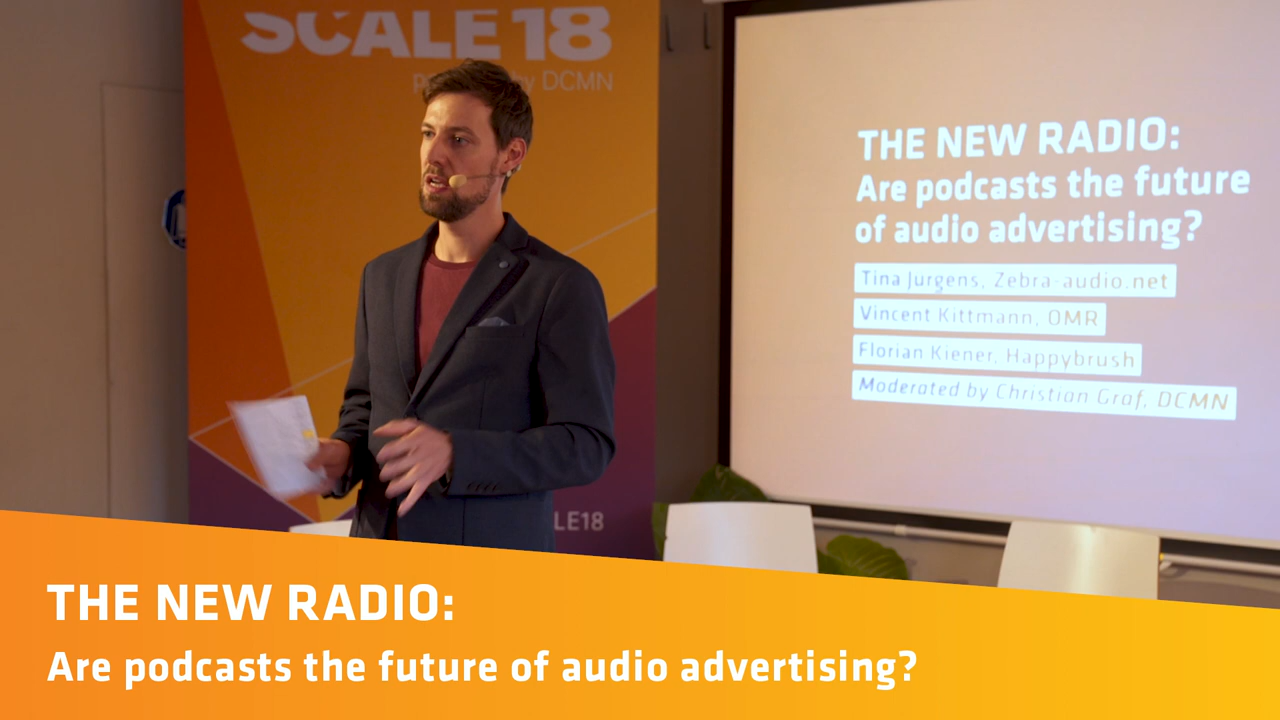 SCALE18
by DCMN
THE NEW RADIO:
Are podcasts the future
of audio advertising?
Tina Jurgens, Zebra-audio.net
Vincent Kittmann, OMR
Florian Kiener, Happybrush
Moderated by Christian Graf, DCMN
LE18
THE NEW RADIO:
Are podcasts the future of audio advertising?